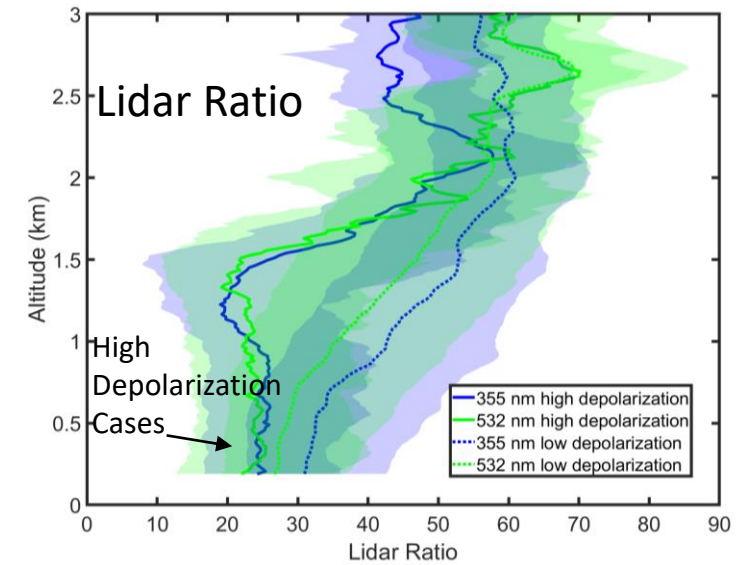 3
2.5
2
1.5
1
0.5
0
Altitude (km)
Lidar Ratio
High
Depolarization
Cases
355 nm high depolarization
532 nm high depolarization
355 nm low depolarization
532 nm low depolarization
0 10 20 30 40 50 60 70 80 90
Lidar Ratio